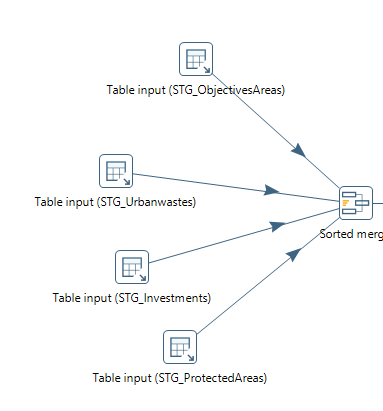 Table input (STG_ObjectivesAreas)
Table input (STG_Urbanwastes)
Sorted merg
Table input (STG_Investments)
Table input (STG_ProtectedAreas)